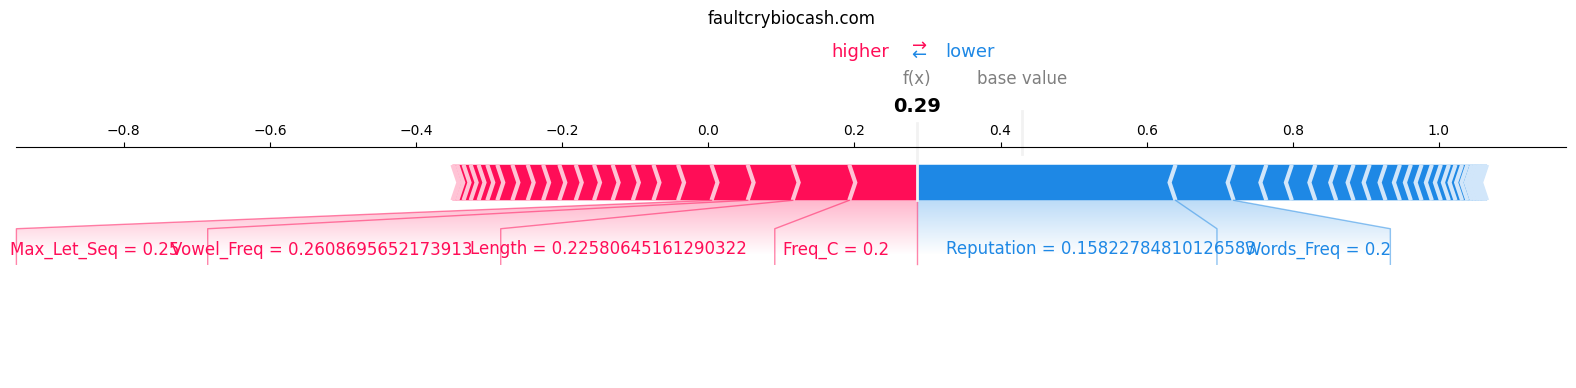 faultcrybiocash.com
higher ⇄ lower
f(x) base value
0.29
−0.8 −0.6 −0.4 −0.2 0.0 0.2 0.4 0.6 0.8 1.0
Max_Let_Seq = 0.25 Vowel_Freq = 0.2608695652173913 Length = 0.22580645161290322 Freq_C = 0.2 Reputation = 0.15822784810126583 Words_Freq = 0.2